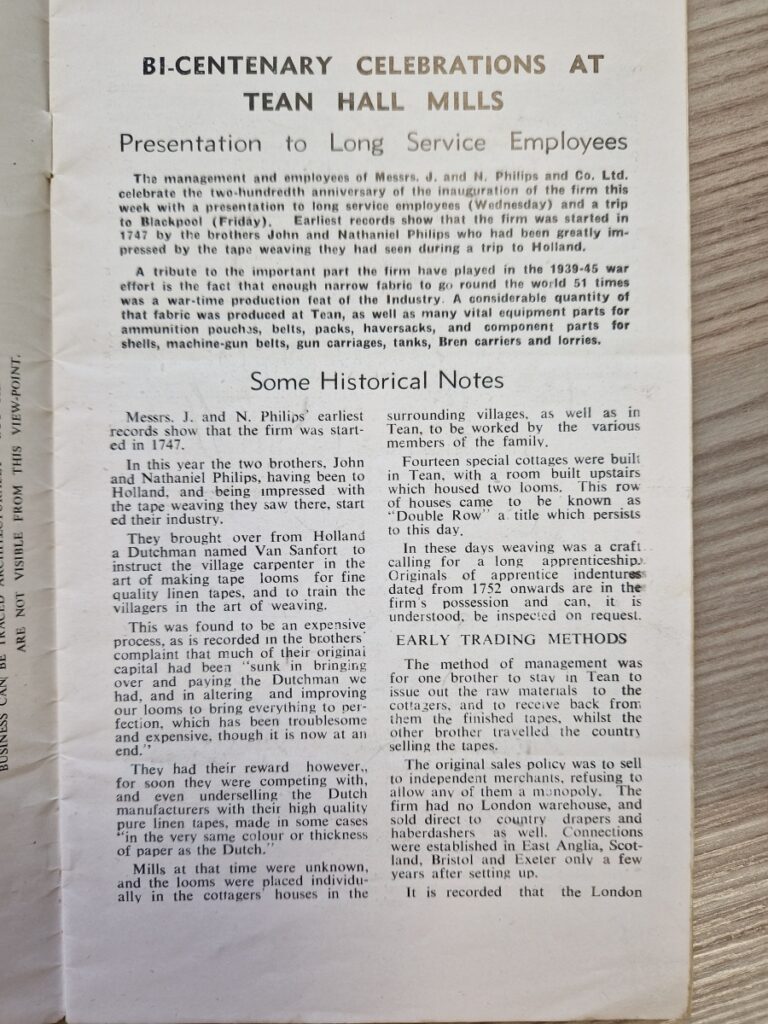 BI-CENTENARY CELEBRATIONS AT
TEAN HALL MILLS
Presentation to Long Service Employees
The management and employees of Messrs. J. and N. Philips and Co. Ltd.
celebrate the two-hundredth anniversary of the inauguration of the firm this
week with a presentation to long service employees (Wednesday) and a trip
to Blackpool (Friday). Earliest records show that the firm was started in
1747 by the brothers John and Nathaniel Philips who had been greatly im-
pressed by the tape weaving they had seen during a trip to Holland.
A tribute to the important part the firm have played in the 1939-45 war
effort is the fact that enough narrow fabric to go round the world 51 times
was a war-time production feat of the Industry. A considerable quantity of
that fabric was produced at Tean, as well as many vital equipment parts for
ammunition pouches, belts, packs, haversacks, and component parts for
shells, machine-gun belts, gun carriages, tanks, Bren carriers and lorries.
Some Historical Notes
Messrs. J. and N. Philips' earliest
records show that the firm was start-
ed in 1747.
In this year the two brothers, John
and Nathaniel Philips, having been to
Holland, and being impressed with
the tape weaving they saw there, start
ed their industry.
They brought over from Holland
a Dutchman named Van Sanfort to
instruct the village carpenter in the
art of making tape looms for fine
quality linen tapes, and to train the
villagers in the art of weaving.
This was found to be an expensive
process, as is recorded in the brothers'
complaint that much of their original
capital had been "sunk in bringing
over and paying the Dutchman we
had, and in altering and improving
our looms to bring everything to per-
fection, which has been troublesome
and expensive, though it is now at an
end."
They had their reward however,,
for soon they were competing with,
and even underselling the Dutch
manufacturers with their high quality
pure linen tapes, made in some cases
"in the very same colour or thickness
of paper as the Dutch."
Mills at that time were unknown,
and the looms were placed individu-
ally in the cottagers' houses in the
surrounding villages, as well as in
Tean, to be worked by the various
members of the family.
Fourteen special cottages were built
in Tean, with a room built upstairs
which housed two looms. This row
of houses came to be known as
"Double Row" a title which persists
to this day.
In these days weaving was a craft
calling for a long apprenticeship.
Originals of apprentice indentures
dated from 1752 onwards are in the
firm's possession and can, it is
understood, be inspected on request.
EARLY TRADING METHODS
The method of management was
for one brother to stay in Tean to
issue out the raw materials to the
cottagers, and to receive back from
them the finished tapes, whilst the
other brother travelled the country
selling the tapes.
The original sales policy was to sell
to independent merchants, refusing to
allow any of them a monopoly. The
firm had no London warehouse, and
sold direct to country drapers and
haberdashers as well. Connections
were established in East Anglia, Scot-
land, Bristol and Exeter only a few
years after setting up.
It is recorded that the London
BUSINESS CAN BE TRACED
ARE NOT VISIBLE FROM THIS VIEW-POINT.